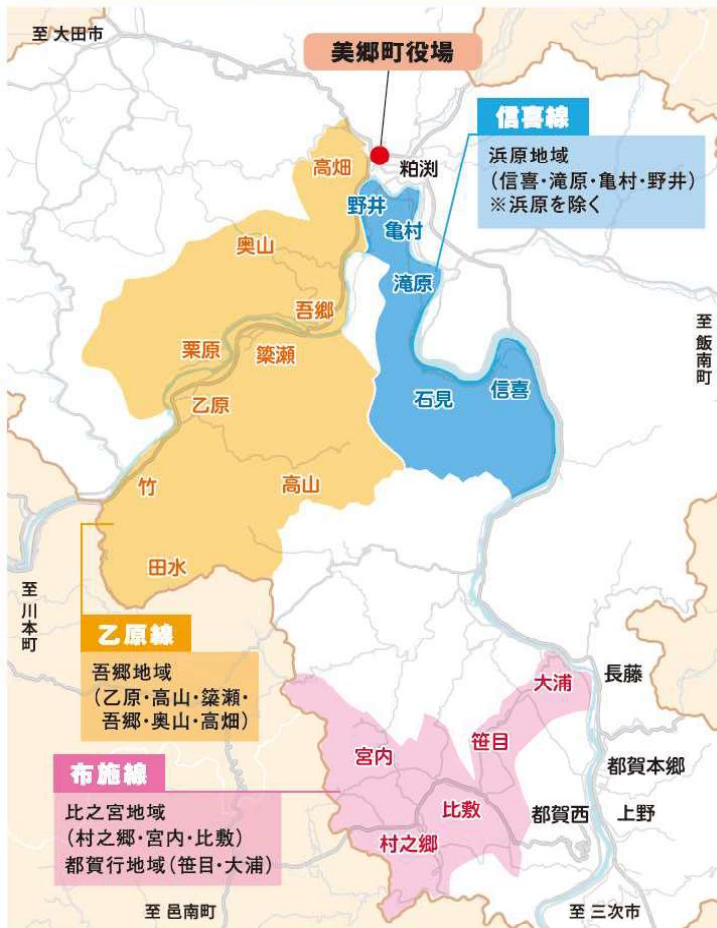 至 大田市
美郷町役場
信喜線
浜原地域
(信喜・滝原・亀村・野井)
※浜原を除く
高畑
粕渕
野井
亀村
奥山
滝原
吾郷
至 飯南町
栗原
簗瀬
乙原
石見
信喜
竹
高山
田水
至 川本町
乙原線
吾郷地域
(乙原・高山・簗瀬・
吾郷・奥山・高畑)
大浦
長藤
笹目
宮内
都賀本郷
布施線
比之宮地域
(村之郷・宮内・比敷)
都賀行地域(笹目・大浦)
比敷
都賀西
上野
村之郷
至 邑南町
至 三次市